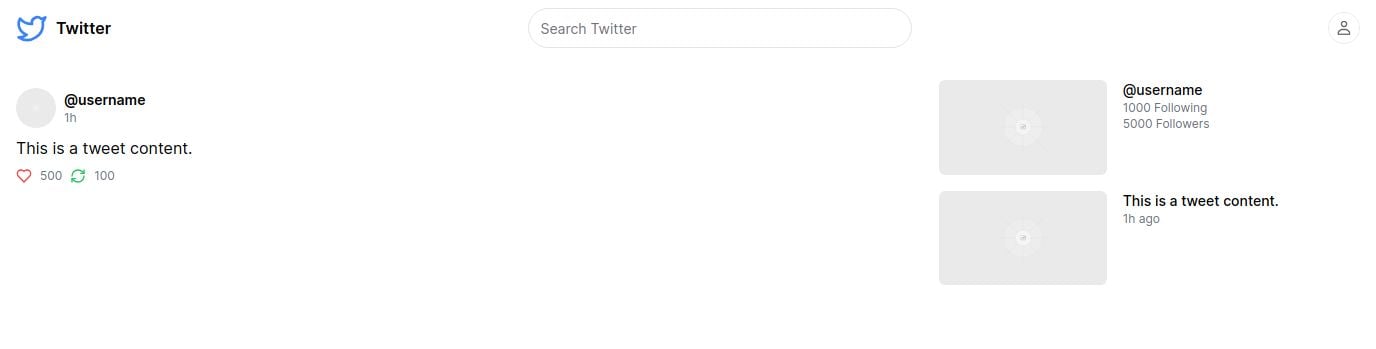 Twitter
Search Twitter
@username
1h
This is a tweet content.
500 100
@username
1000 Following
5000 Followers
This is a tweet content.
1h ago